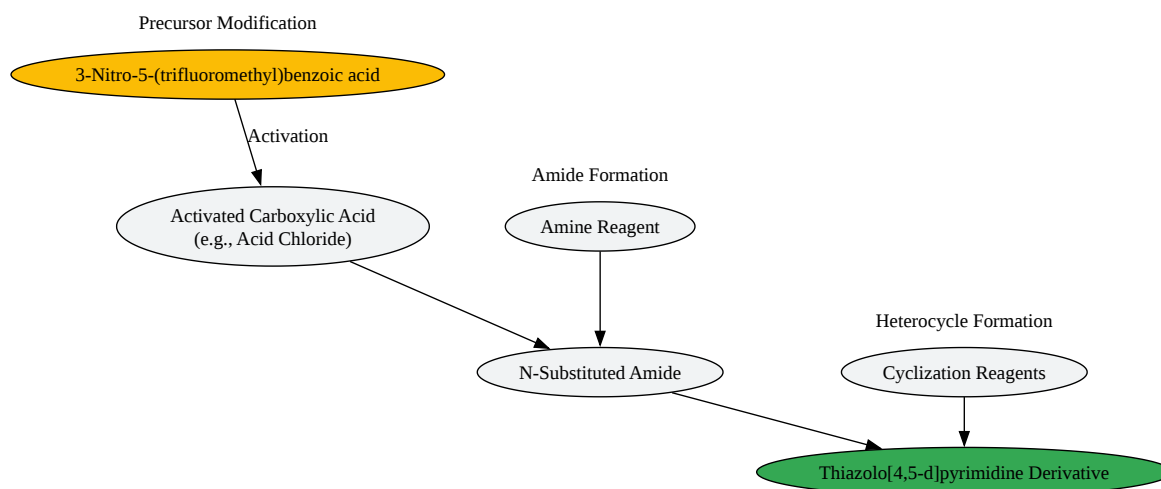 Precursor Modification
3-Nitro-5-(trifluoromethyl)benzoic acid
Activation
Amide Formation
Activated Carboxylic Acid
(e.g., Acid Chloride)
Amine Reagent
Heterocycle Formation
N-Substituted Amide
Cyclization Reagents
Thiazolo[4,5-d]pyrimidine Derivative